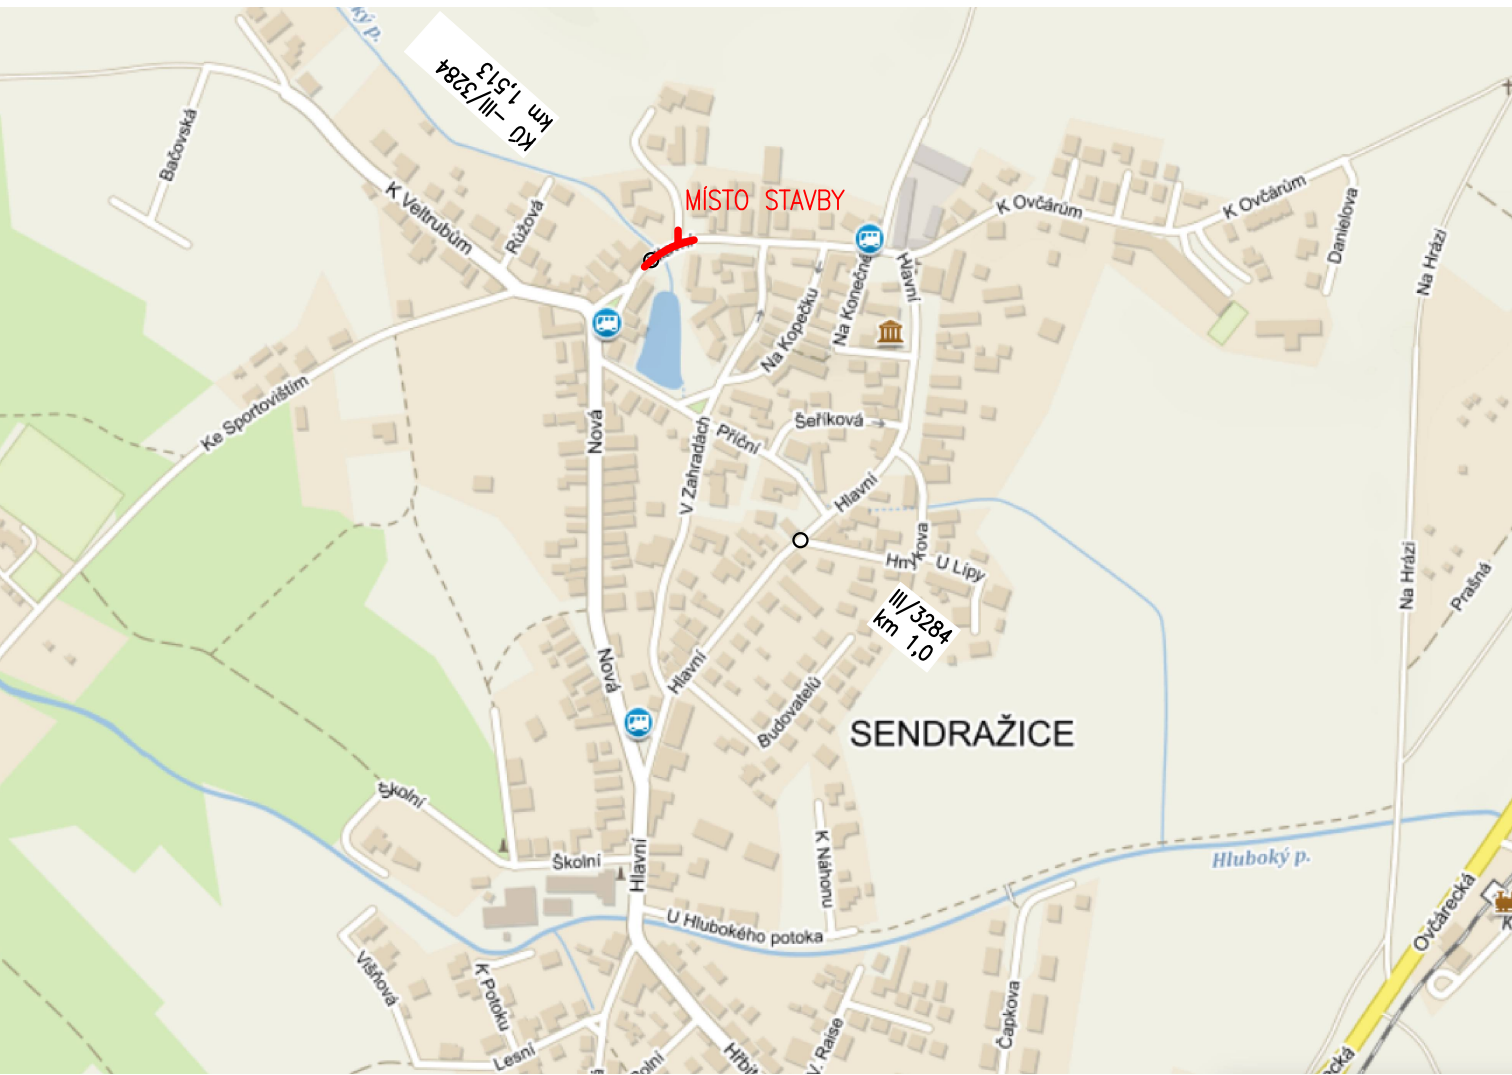 ký p.
KÚ -III/3284
km 1,513
Bačovská
K Veltrubům
Růžová
MÍSTO STAVBY
K Ovčárům
K Ovčárům
Danielova
Na Hrázi
Hlavní
Na Konečné
Na Kopečku
Ke Sportovištím
Nová
Šeříková
Příční
V Zahradách
Hlavní
U Lípy
III/3284
km 1,0
Na Hrázi
Prašná
Nová
Hlavní
Budovatelů
SENDRAŽICE
Školní
Školní
Hlavní
K Náhonu
Hluboký p.
Ovčárecká
U Hlubokého potoka
Višňová
K Potoku
Lesní
V. Raise
Čapkova